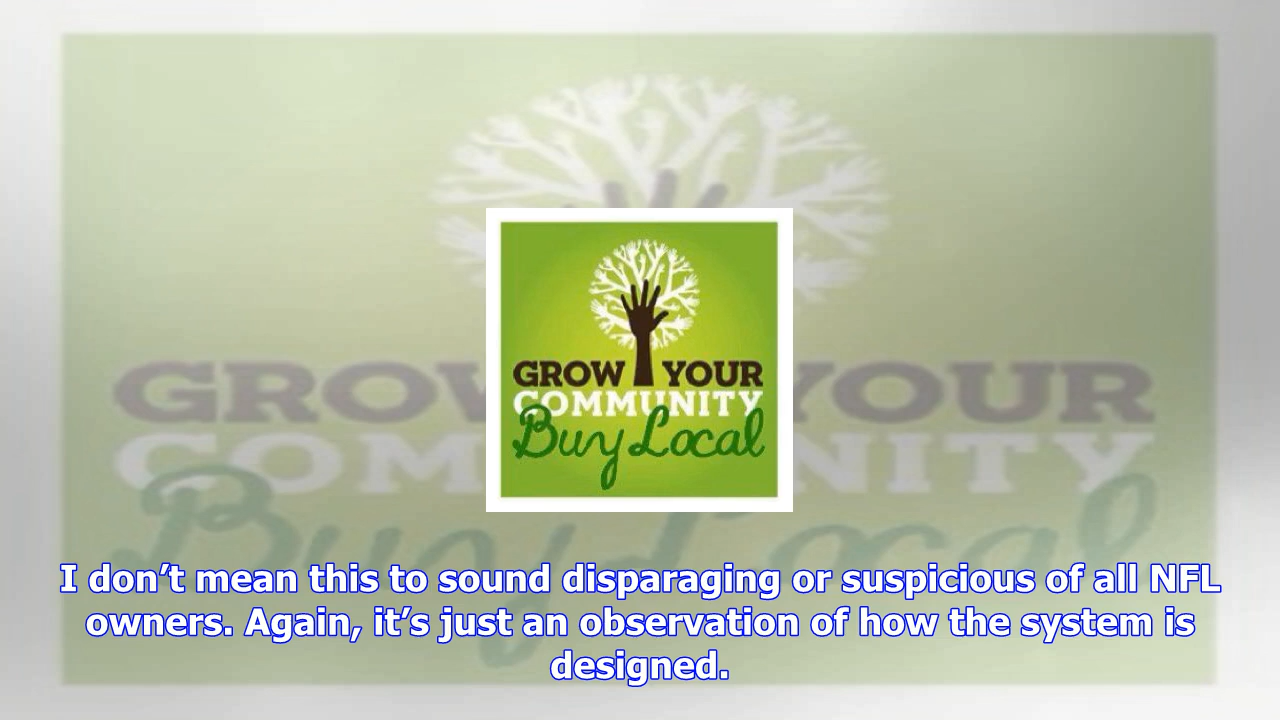 GROW YOUR
COMMUNITY
Buy Local
I don’t mean this to sound disparaging or suspicious of all NFL
owners. Again, it’s just an observation of how the system is
designed.